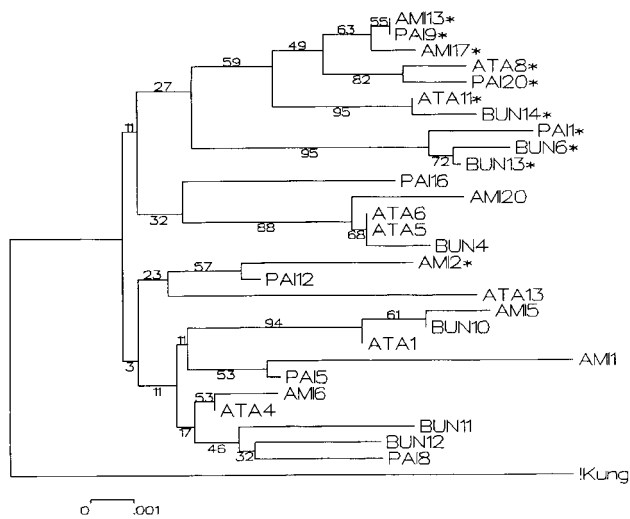 55
AMI13*
63
PAI9*
49
AMI17*
59
ATA8*
82
PAI20*
27
ATA11*
95
BUN14*
11
PAI1*
95
BUN6*
72
BUN13*
PAI16
32
AMI20
88
ATA6
68
ATA5
BUN4
57
AMI2*
23
PAI12
ATA13
61
AMI5
94
BUN10
11
ATA1
3
AMI1
53
PAI5
11
53
AMI6
ATA4
17
BUN11
46
BUN12
32
PAI8
!Kung
0 .001